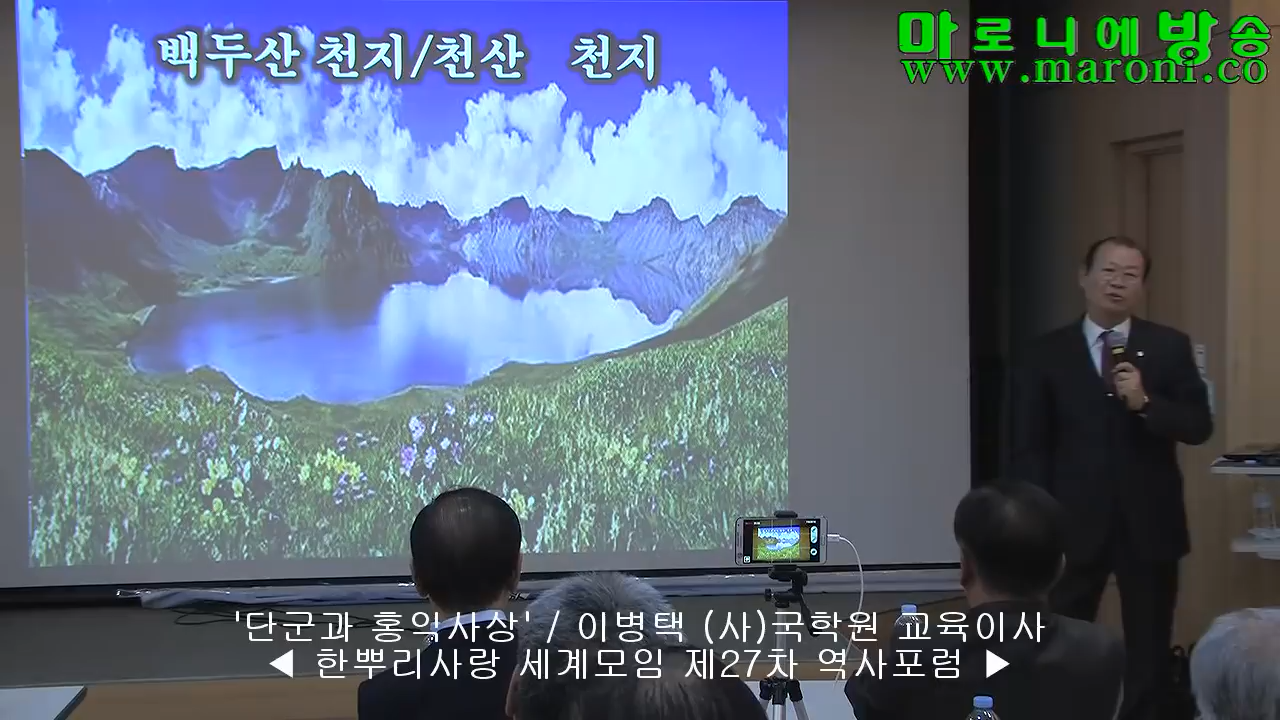 백두산 천지/천산 천지
마로니에방송
www.maroni.co
'단군과 홍익사상' / 이병택 (사)국학원 교육이사
◀ 한뿌리사랑 세계모임 제27차 역사포럼 ▶